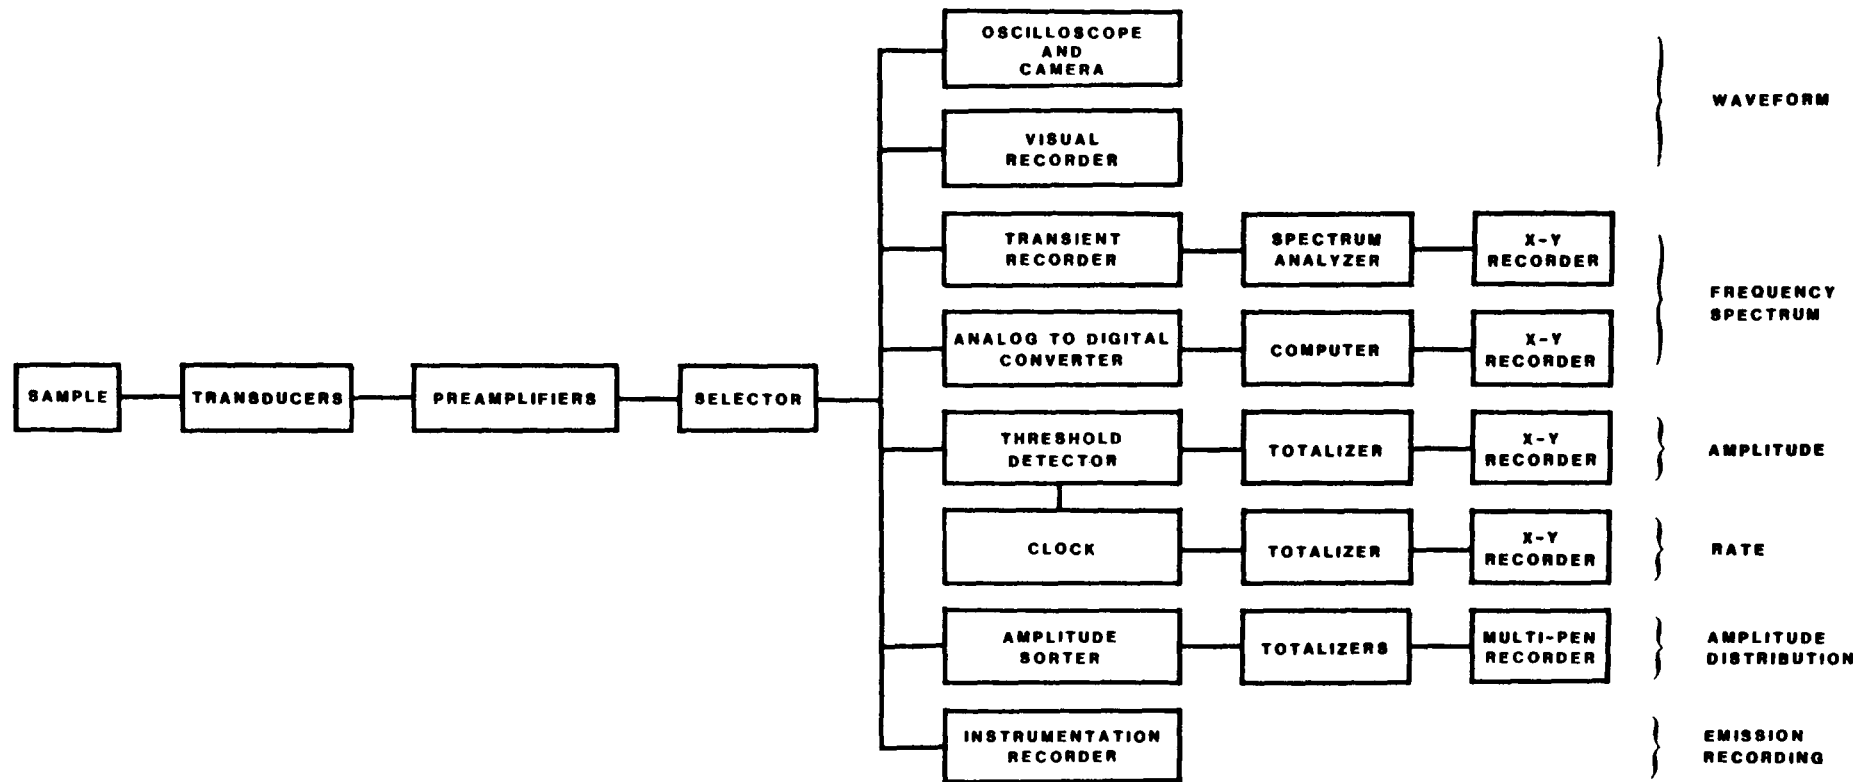 OSCILLOSCOPE
AND
CAMERA
WAVEFORM
VISUAL
RECORDER
TRANSIENT
RECORDER
SPECTRUM
ANALYZER
X-Y
RECORDER
FREQUENCY
SPECTRUM
ANALOG TO DIGITAL
CONVERTER
COMPUTER
X-Y
RECORDER
SAMPLE
TRANSDUCERS
PREAMPLIFIERS
SELECTOR
THRESHOLD
DETECTOR
TOTALIZER
X-Y
RECORDER
AMPLITUDE
CLOCK
TOTALIZER
X-Y
RECORDER
RATE
AMPLITUDE
SORTER
TOTALIZERS
MULTI-PEN
RECORDER
AMPLITUDE
DISTRIBUTION
INSTRUMENTATION
RECORDER
EMISSION
RECORDING